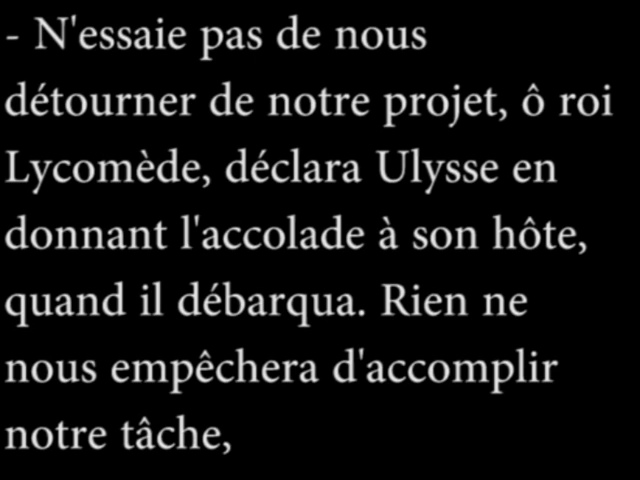 - N'essaie pas de nous
détourner de notre projet, ô roi
Lycomède, déclara Ulysse en
donnant l'accolade à son hôte,
quand il débarqua. Rien ne
nous empêchera d'accomplir
notre tâche,